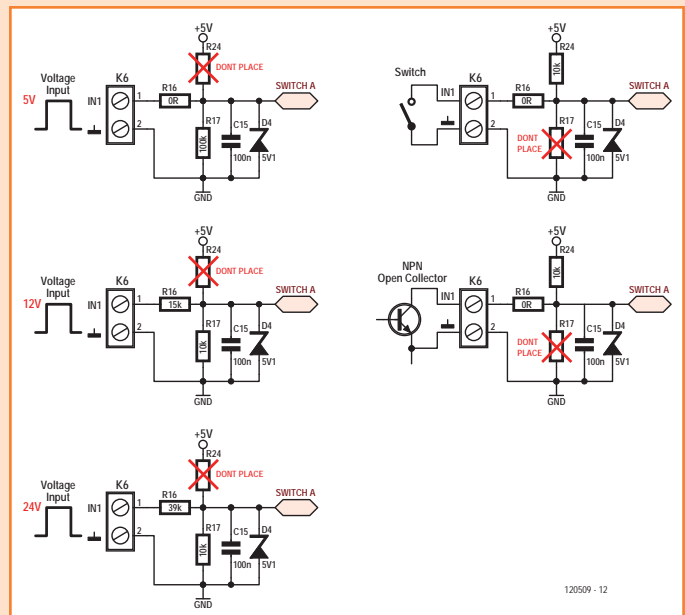 +5V
R24
DONT PLACE
Voltage
Input
5V
K6
IN1
1
2
R16
0R
SWITCH A
R17
100k
C15
100n
D4
5V1
GND
+5V
R24
10k
Switch
K6
IN1
1
2
R16
0R
SWITCH A
R17
DONT
PLACE
C15
100n
D4
5V1
GND
+5V
R24
DONT PLACE
Voltage
Input
12V
K6
IN1
1
2
R16
15k
SWITCH A
R17
10k
C15
100n
D4
5V1
GND
+5V
R24
10k
NPN
Open Collector
K6
IN1
1
2
R16
0R
SWITCH A
R17
DONT
PLACE
C15
100n
D4
5V1
GND
+5V
R24
DONT PLACE
Voltage
Input
24V
K6
IN1
1
2
R16
39k
SWITCH A
R17
10k
C15
100n
D4
5V1
GND
120509 - 12